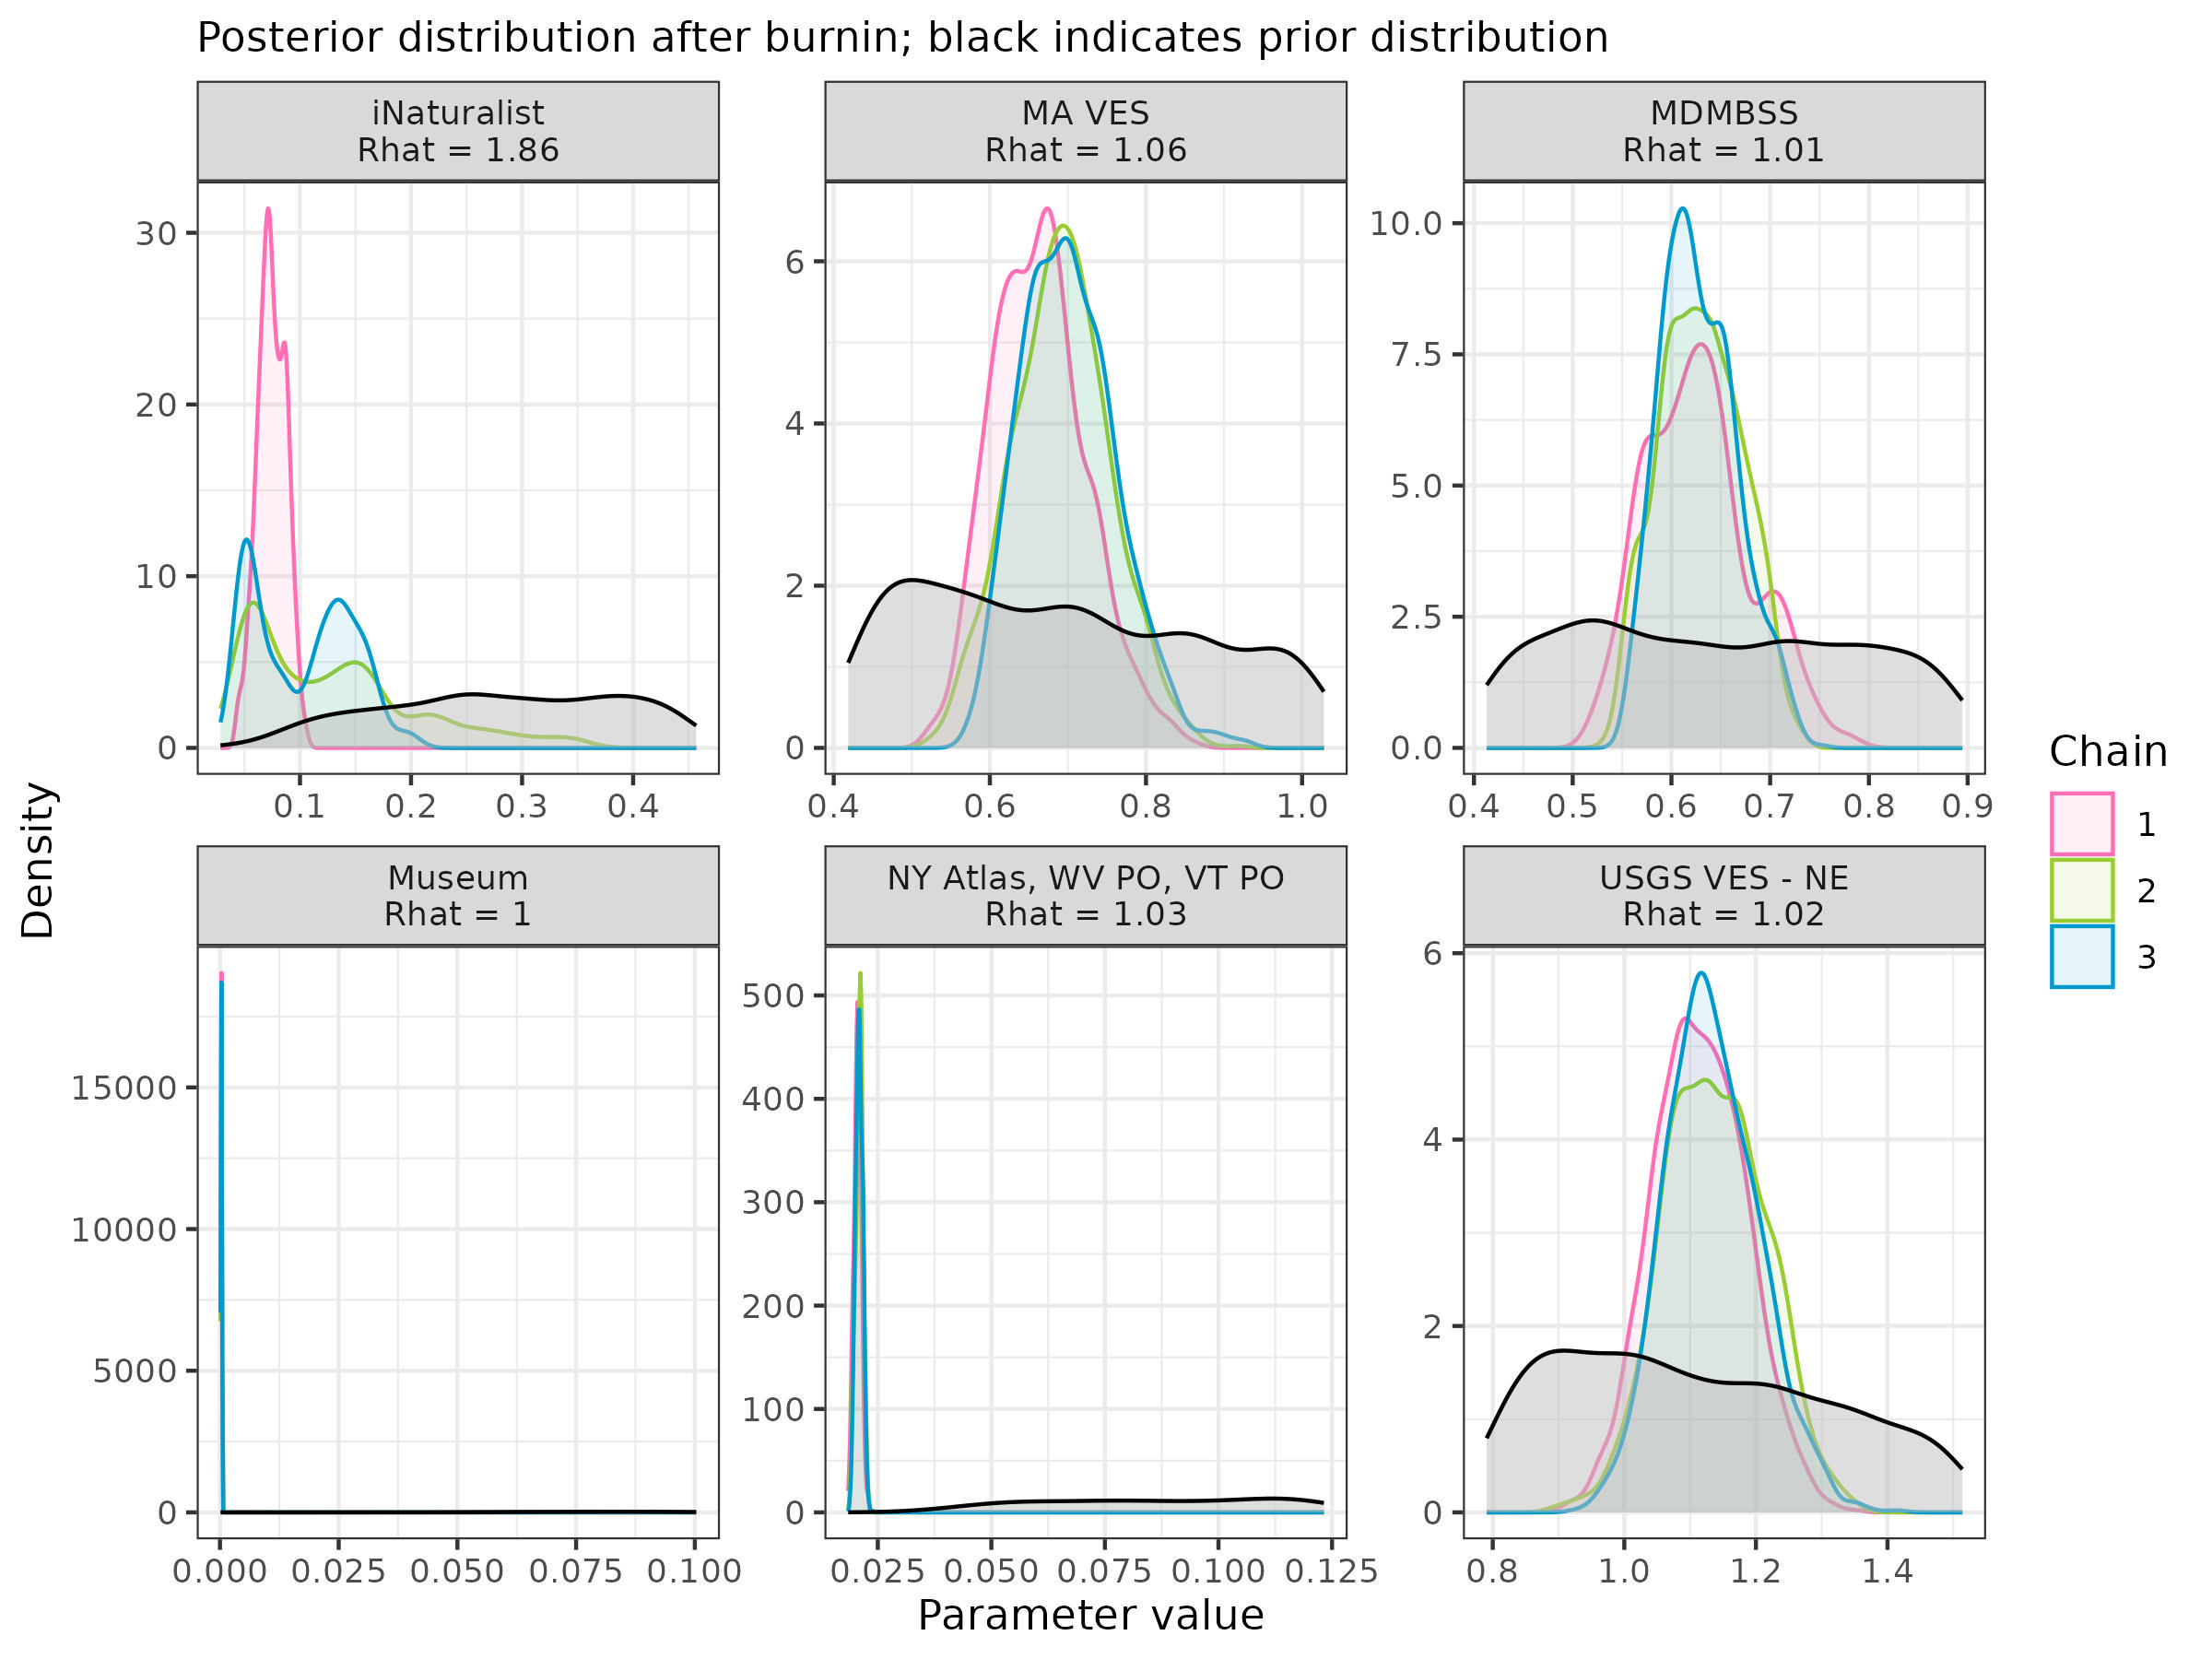 Posterior distribution after burnin; black indicates prior distribution
iNaturalist
Rhat = 1.86
MA VES
Rhat = 1.06
MDMBSS
Rhat = 1.01
30
20
10
0
0.1 0.2 0.3 0.4
6
4
2
0
0.4 0.6 0.8 1.0
10.0
7.5
5.0
2.5
0.0
0.4 0.5 0.6 0.7 0.8 0.9
Museum
Rhat = 1
NY Atlas, WV PO, VT PO
Rhat = 1.03
USGS VES - NE
Rhat = 1.02
15000
10000
5000
0
0.000 0.025 0.050 0.075 0.100
500
400
300
200
100
0
0.025 0.050 0.075 0.100 0.125
6
4
2
0
0.8 1.0 1.2 1.4
Density
Parameter value
Chain
1
2
3